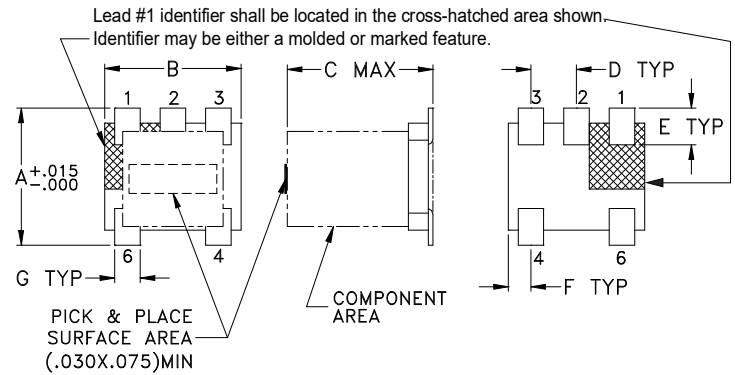 Lead #1 identifier shall be located in the cross-hatched area shown.
Identifier may be either a molded or marked feature.
B
C MAX
D TYP
1 2 3
3 2 1
E TYP
A+.015
-.000
6 4
4 6
G TYP
F TYP
PICK & PLACE
SURFACE AREA
(.030X.075)MIN
COMPONENT
AREA